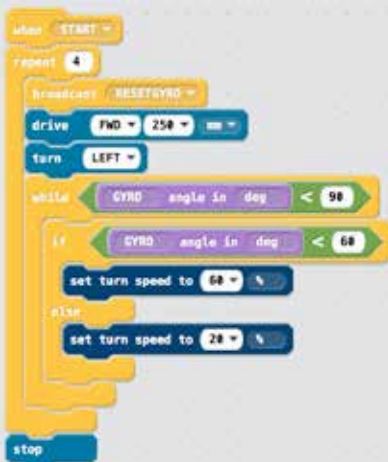 when START
repeat 4
broadcast RESETGYRO
drive FWD 250 mm
turn LEFT
while GYRO angle in deg < 90
if GYRO angle in deg < 60
set turn speed to 60 %
else
set turn speed to 20 %
stop